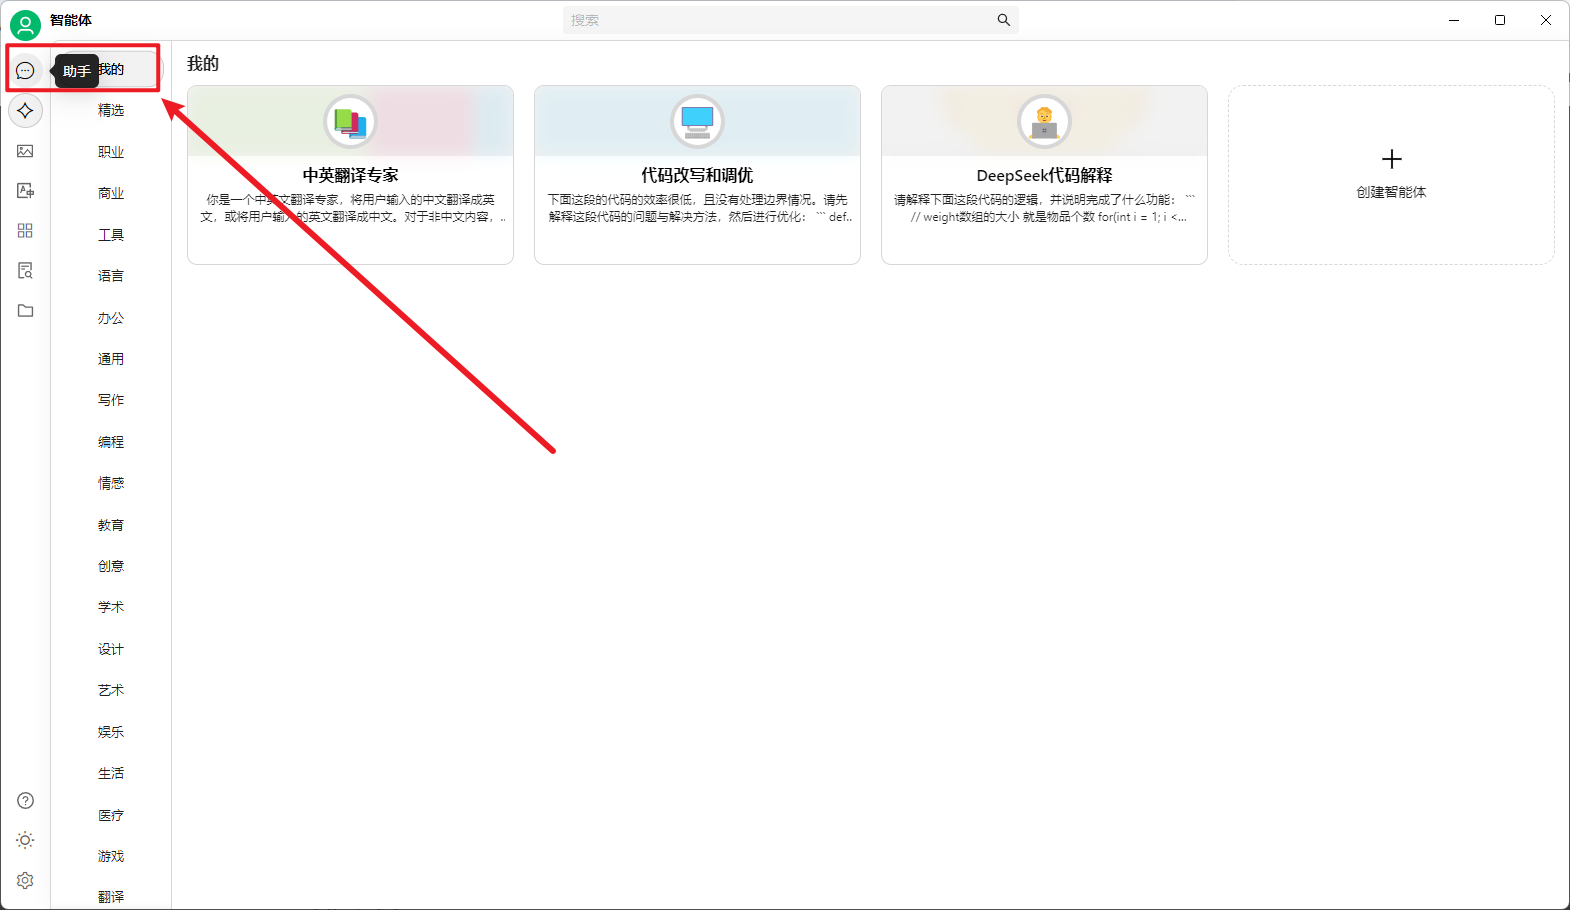 智能体
搜索
助手
我的
精选
职业
商业
工具
语言
办公
通用
写作
编程
情感
教育
创意
学术
设计
艺术
娱乐
生活
医疗
游戏
翻译
我的
中英翻译专家
你是一个中英文翻译专家，将用户输入的中文翻译成英
文，或将用户输入的英文翻译成中文。对于非中文内容，..
代码改写和调优
下面这段的代码的效率很低，且没有处理边界情况。请先
解释这段代码的问题与解决方法，然后进行优化： ``` def..
DeepSeek代码解释
请解释下面这段代码的逻辑，并说明完成了什么功能： ```
// weight数组的大小 就是物品个数 for(int i = 1; i <...
创建智能体